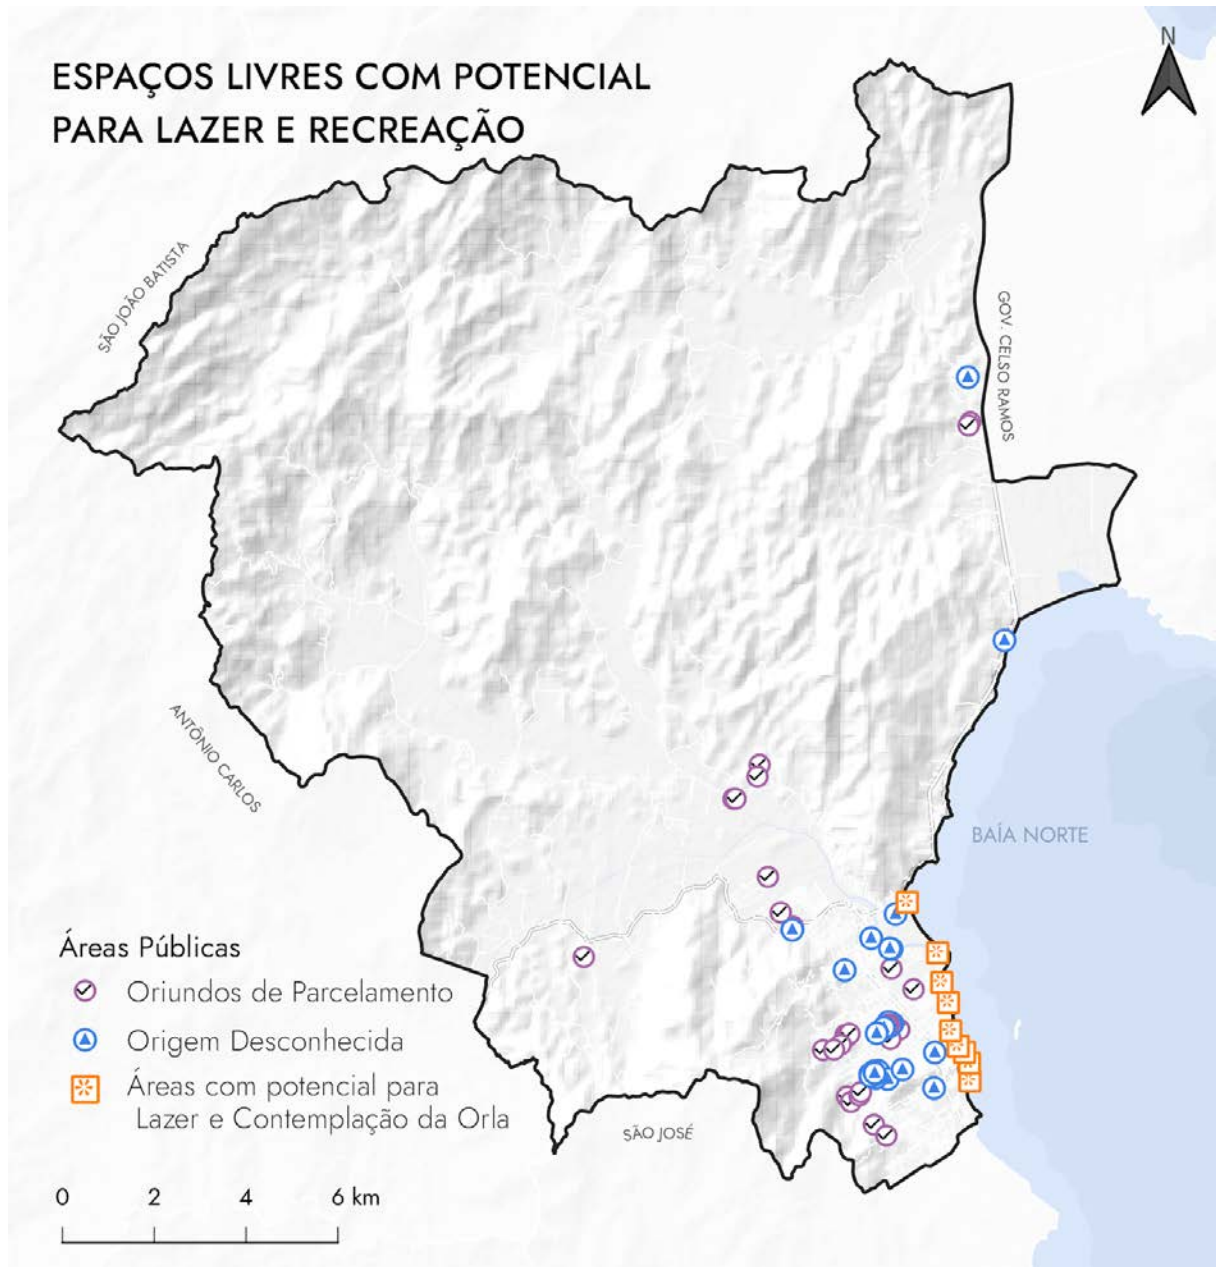 ESPAÇOS LIVRES COM POTENCIAL
PARA LAZER E RECREAÇÃO
N
SÃO JOÃO BATISTA
GOV. CELSO RAMOS
ANTÔNIO CARLOS
BAÍA NORTE
SÃO JOSÉ
Áreas Públicas
Oriundos de Parcelamento
Origem Desconhecida
Áreas com potencial para
Lazer e Contemplação da Orla
0 2 4 6 km